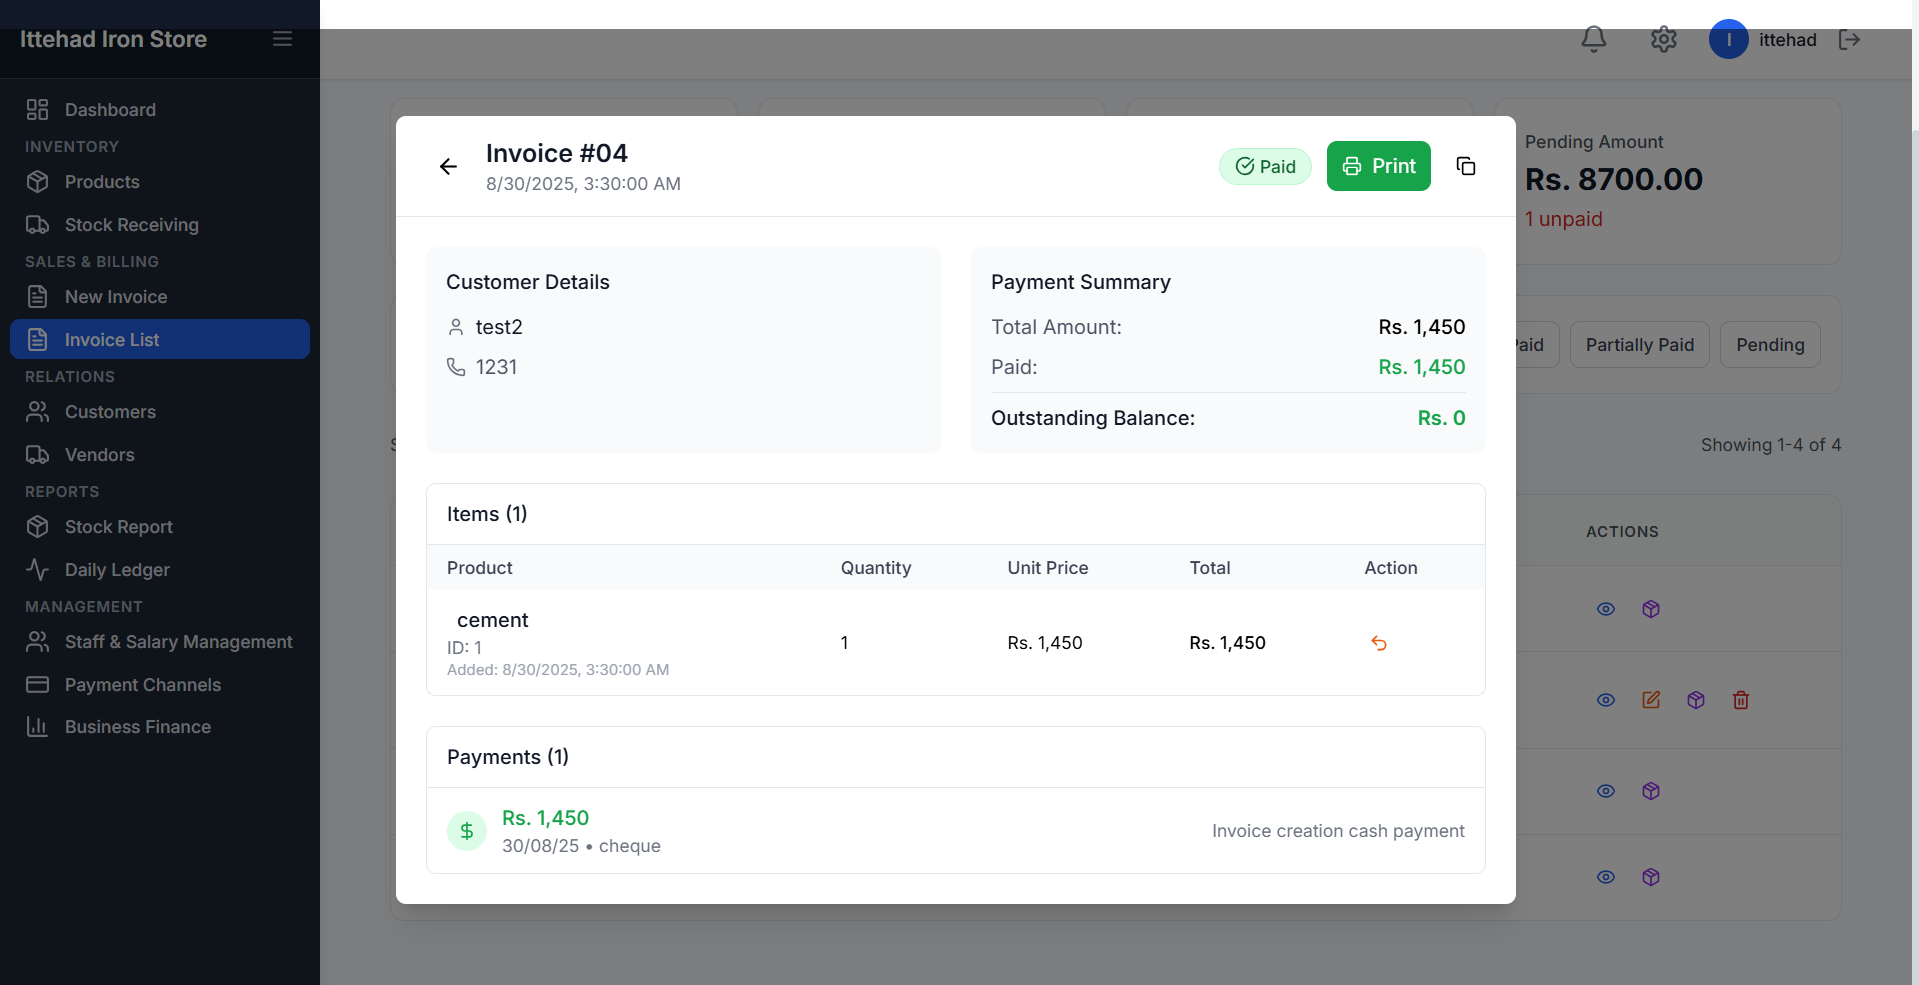 Ittehad Iron Store
I
ittehad
Dashboard
INVENTORY
Products
Stock Receiving
SALES & BILLING
New Invoice
Invoice List
RELATIONS
Customers
Vendors
REPORTS
Stock Report
Daily Ledger
MANAGEMENT
Staff & Salary Management
Payment Channels
Business Finance
Pending Amount
Rs. 8700.00
1 unpaid
Paid
Partially Paid
Pending
Showing 1-4 of 4
ACTIONS
Invoice #04
8/30/2025, 3:30:00 AM
Paid
Print
Customer Details
test2
1231
Payment Summary
Total Amount: Rs. 1,450
Paid: Rs. 1,450
Outstanding Balance: Rs. 0
Items (1)
Product Quantity Unit Price Total Action
cement
ID: 1
Added: 8/30/2025, 3:30:00 AM
1 Rs. 1,450 Rs. 1,450
Payments (1)
$
Rs. 1,450
30/08/25 • cheque
Invoice creation cash payment